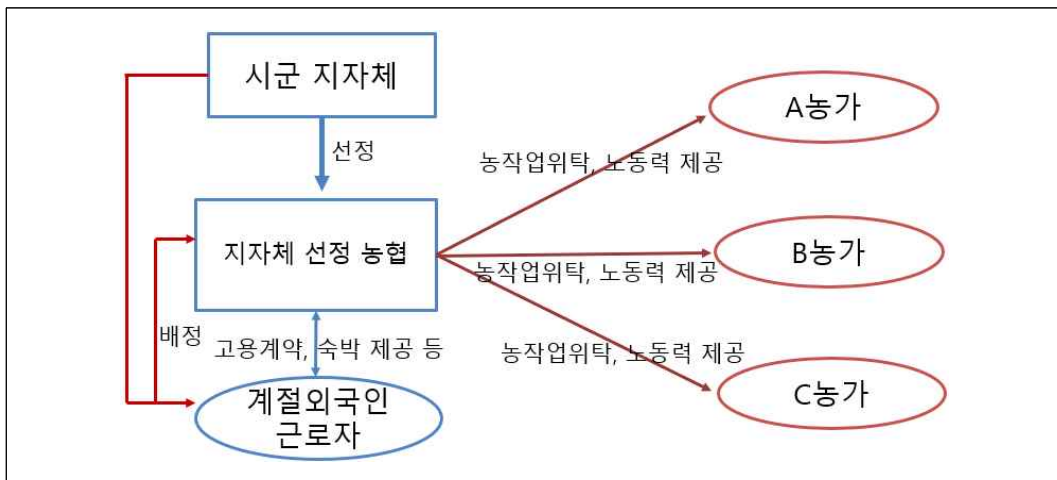 시군 지자체
선정
지자체 선정 농협
배정
고용계약, 숙박 제공 등
계절외국인
근로자
농작업위탁, 노동력 제공
A농가
농작업위탁, 노동력 제공
B농가
농작업위탁, 노동력 제공
C농가